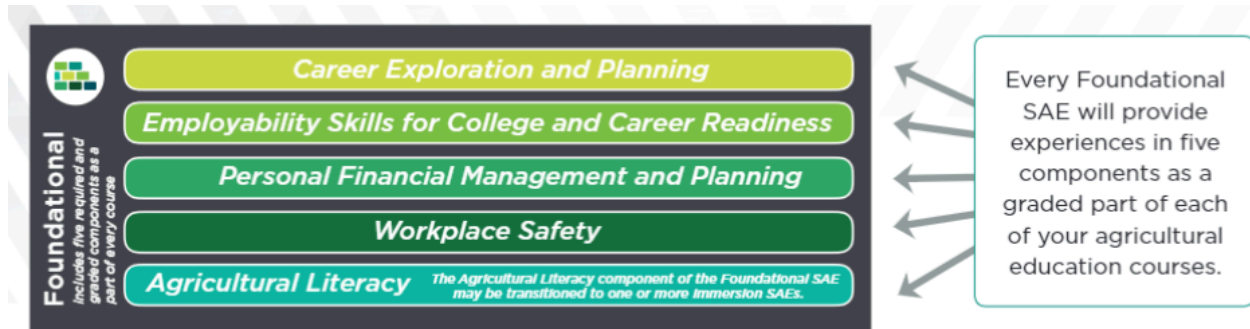 Foundational
includes five required and
graded components as a
part of every course
Career Exploration and Planning
Employability Skills for College and Career Readiness
Personal Financial Management and Planning
Workplace Safety
Agricultural Literacy
The Agricultural Literacy component of the Foundational SAE
may be transitioned to one or more Immersion SAEs.
Every Foundational
SAE will provide
experiences in five
components as a
graded part of each
of your agricultural
education courses.